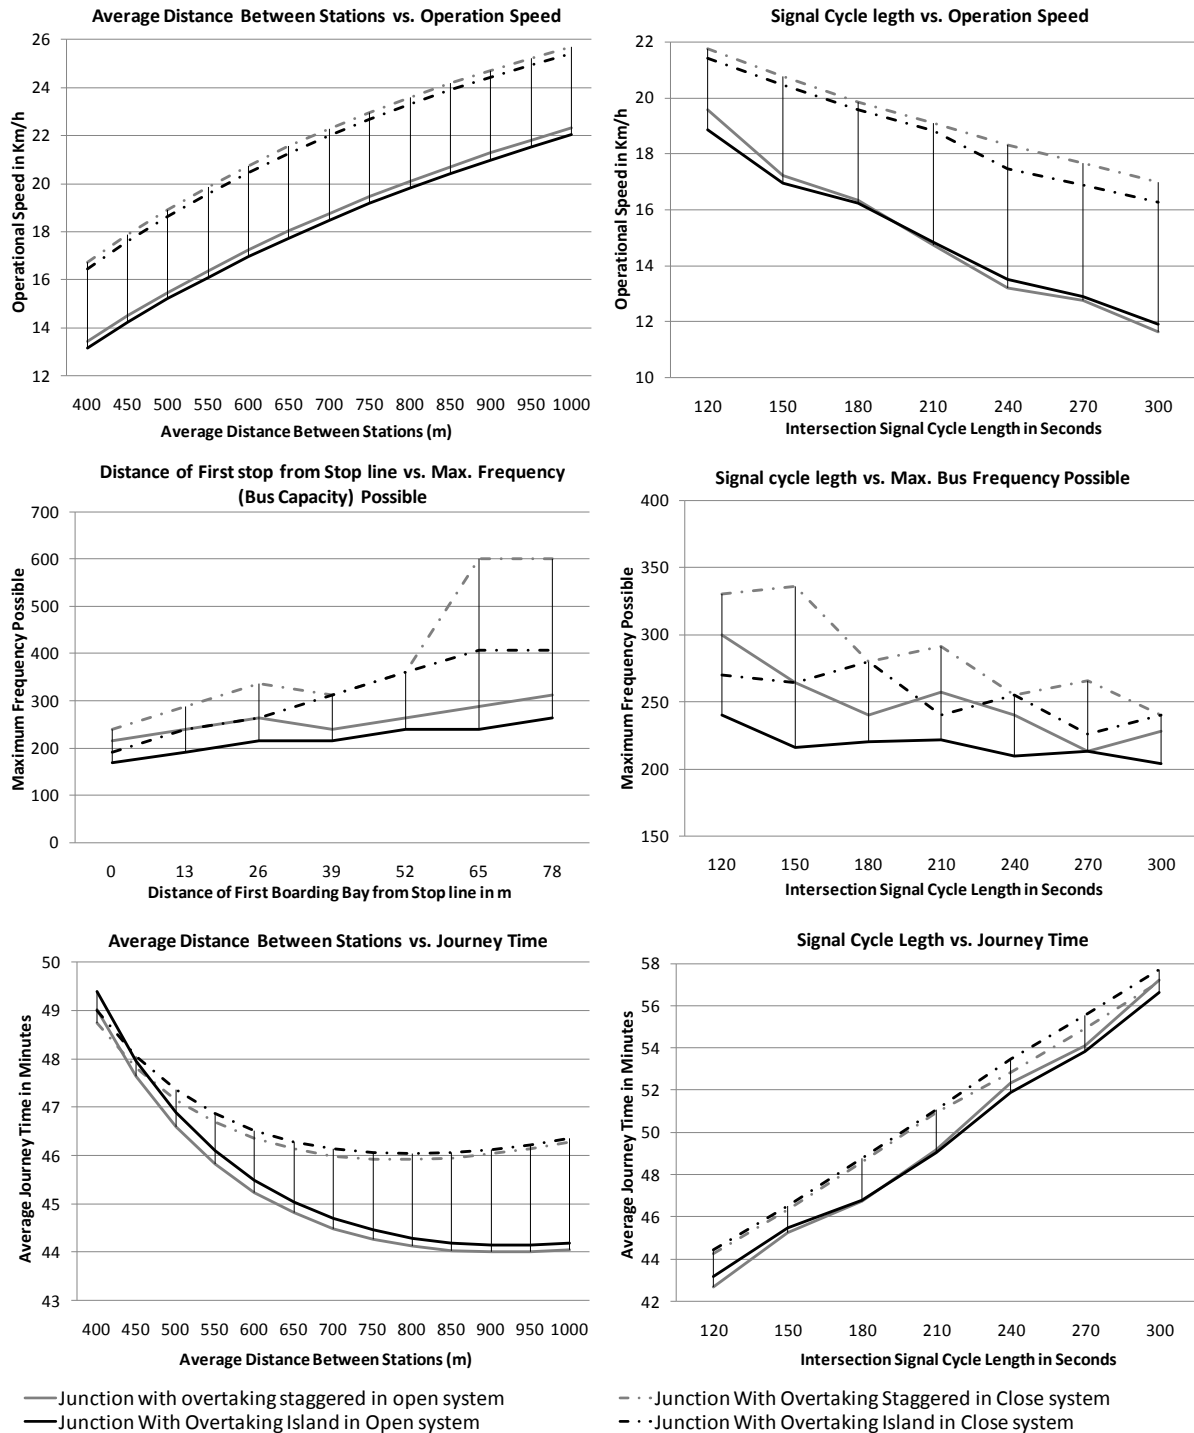 Average Distance Between Stations vs. Operation Speed
26
24
22
20
18
16
14
12
Operational Speed in Km/h
400 450 500 550 600 650 700 750 800 850 900 950 1000
Average Distance Between Stations (m)
Signal Cycle legth vs. Operation Speed
22
20
18
16
14
12
10
Operational Speed in Km/h
120 150 180 210 240 270 300
Intersection Signal Cycle Length in Seconds
Distance of First stop from Stop line vs. Max. Frequency
(Bus Capacity) Possible
700
600
500
400
300
200
100
0
Maximum Frequency Possible
0 13 26 39 52 65 78
Distance of First Boarding Bay from Stop line in m
Signal cycle legth vs. Max. Bus Frequency Possible
400
350
300
250
200
150
Maximum Frequency Possible
120 150 180 210 240 270 300
Intersection Signal Cycle Length in Seconds
Average Distance Between Stations vs. Journey Time
50
49
48
47
46
45
44
43
Average Journey Time in Minutes
400 450 500 550 600 650 700 750 800 850 900 950 1000
Average Distance Between Stations (m)
Signal Cycle Legth vs. Journey Time
58
56
54
52
50
48
46
44
42
Average Journey Time in Minutes
120 150 180 210 240 270 300
Intersection Signal Cycle Length in Seconds
Junction with overtaking staggered in open system
Junction With Overtaking Staggered in Close system
Junction With Overtaking Island in Open system
Junction With Overtaking Island in Close system